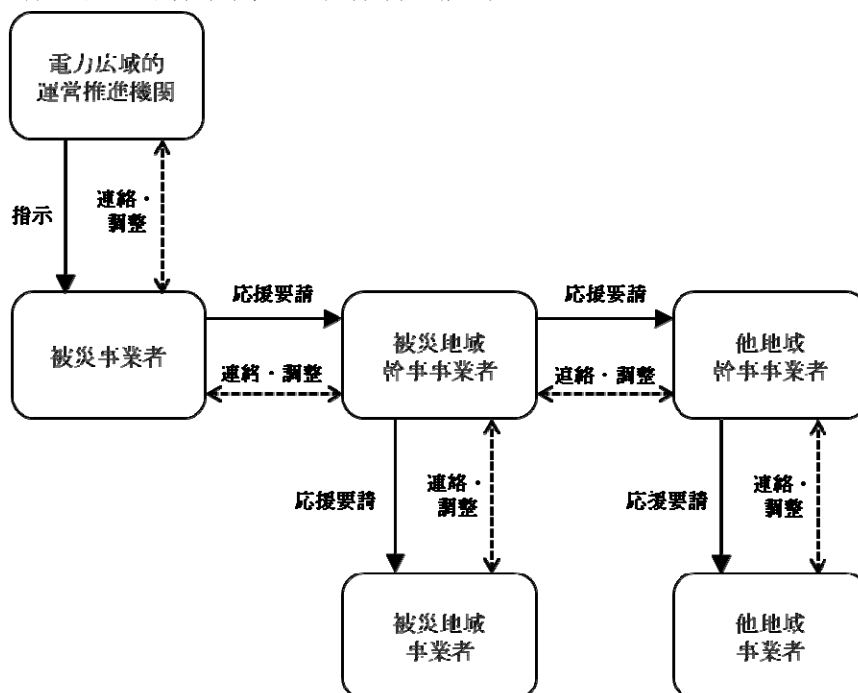 電力広域的
運営推進機関
指示
連絡・
調整
被災事業者
応援要請
連絡・調整
被災地域
幹事事業者
応援要請
連絡・調整
他地域
幹事事業者
応援要請
連絡・
調整
応援要請
連絡・
調整
被災地域
事業者
他地域
事業者